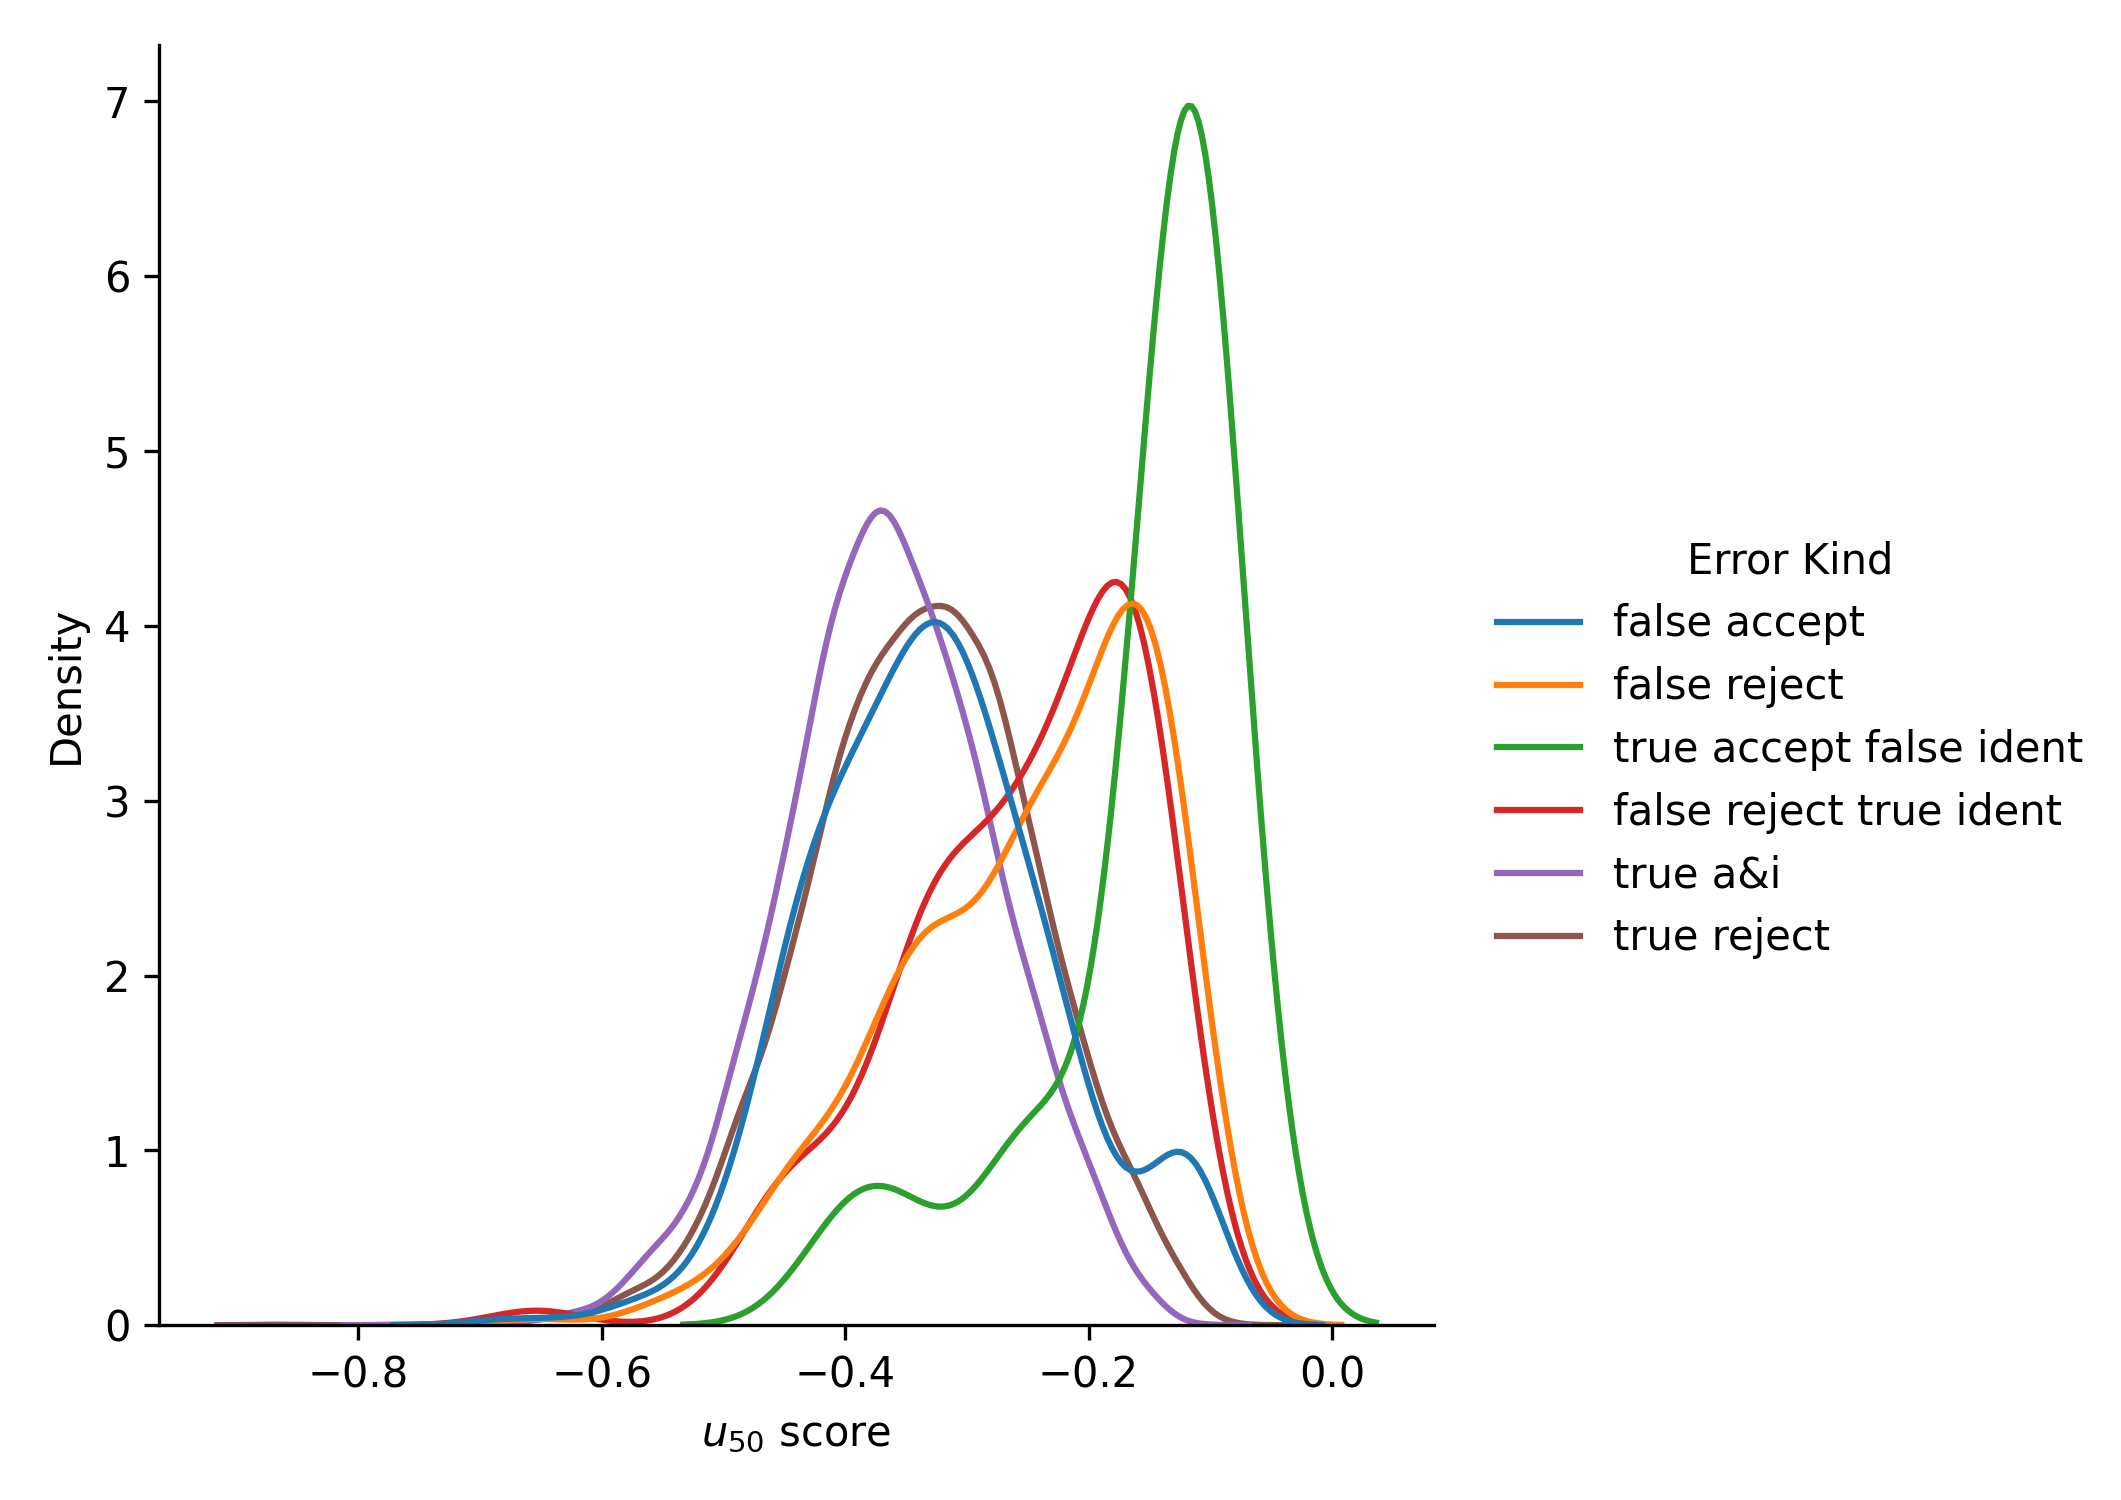 7
6
5
4
3
2
1
0
Density
−0.8 −0.6 −0.4 −0.2 0.0
u₅₀ score
Error Kind
false accept
false reject
true accept false ident
false reject true ident
true a&i
true reject